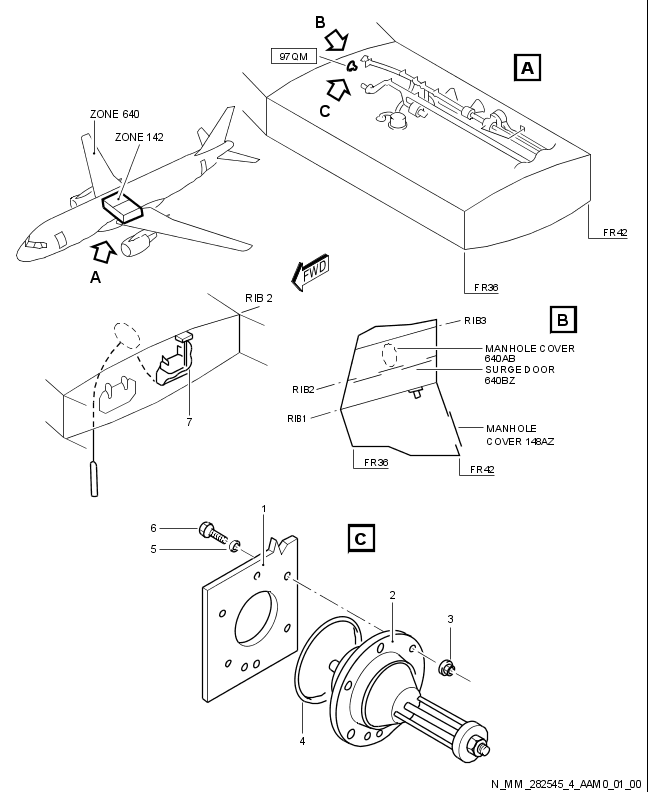 B
97QM
A
C
ZONE 640
ZONE 142
FR42
A
FWD
FR36
RIB 2
B
RIB3
MANHOLE COVER
640AB
SURGE DOOR
640BZ
RIB2
RIB1
7
MANHOLE
COVER 148AZ
FR36
FR42
1
6
5
C
2
3
4
N_MM_282545_4_AAM0_01_00